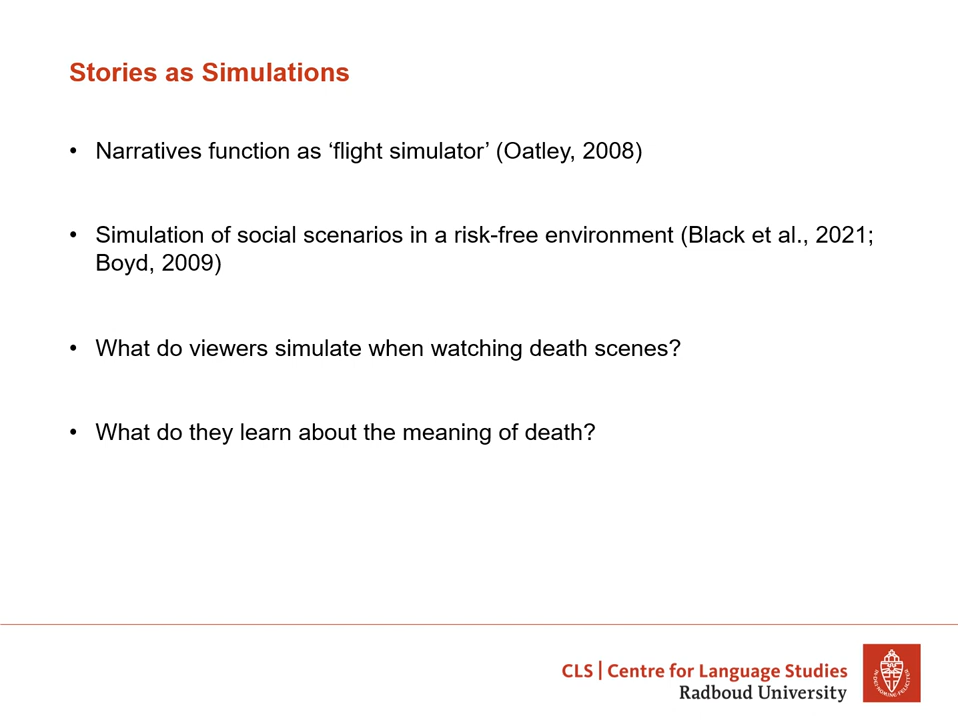 Stories as Simulations
• Narratives function as ‘flight simulator’ (Oatley, 2008)
• Simulation of social scenarios in a risk-free environment (Black et al., 2021;
Boyd, 2009)
• What do viewers simulate when watching death scenes?
• What do they learn about the meaning of death?
CLS | Centre for Language Studies
Radboud University